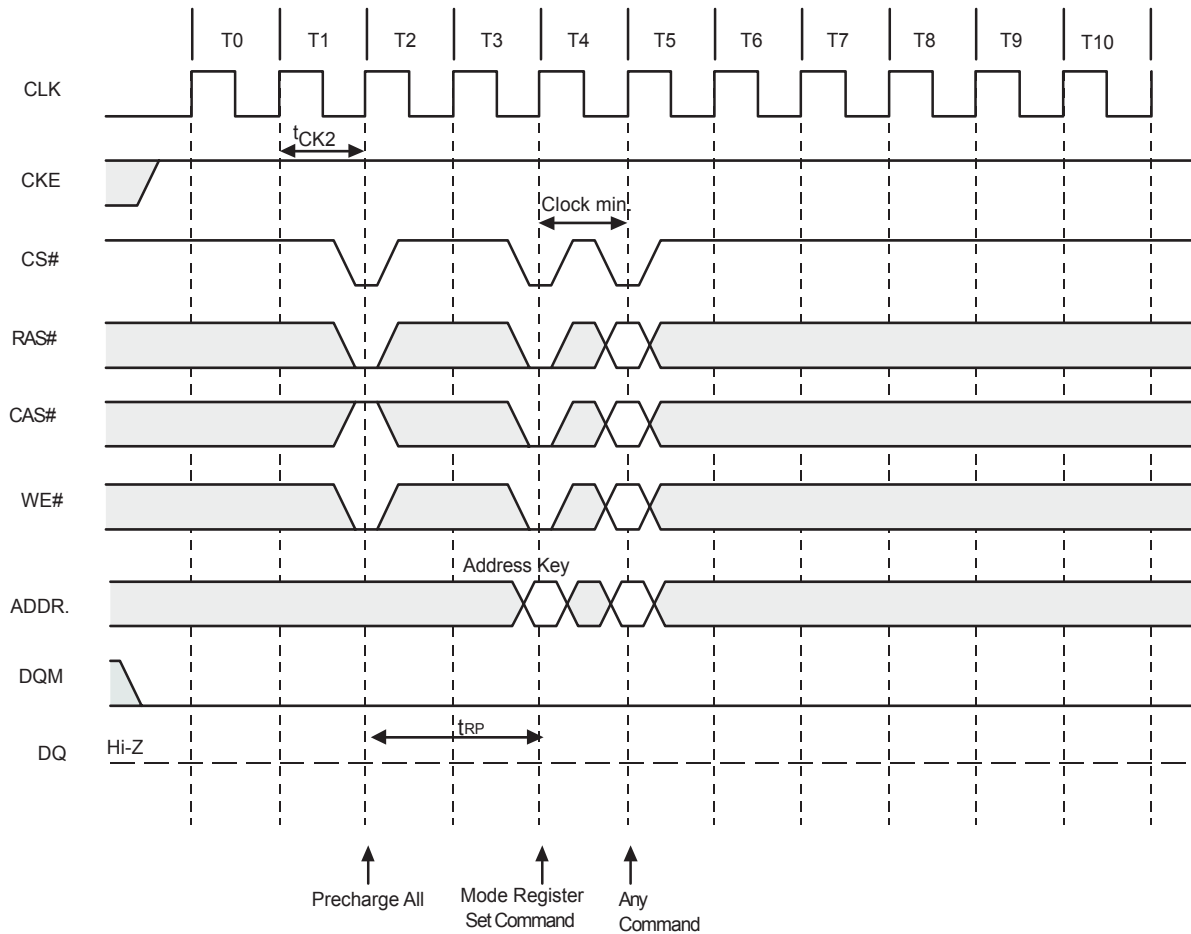 T0 T1 T2 T3 T4 T5 T6 T7 T8 T9 T10
CLK
tCK2
CKE
Clock min.
CS#
RAS#
CAS#
WE#
Address Key
ADDR.
DQM
tRP
DQ Hi-Z
Precharge All
Mode Register
Set Command
Any
Command